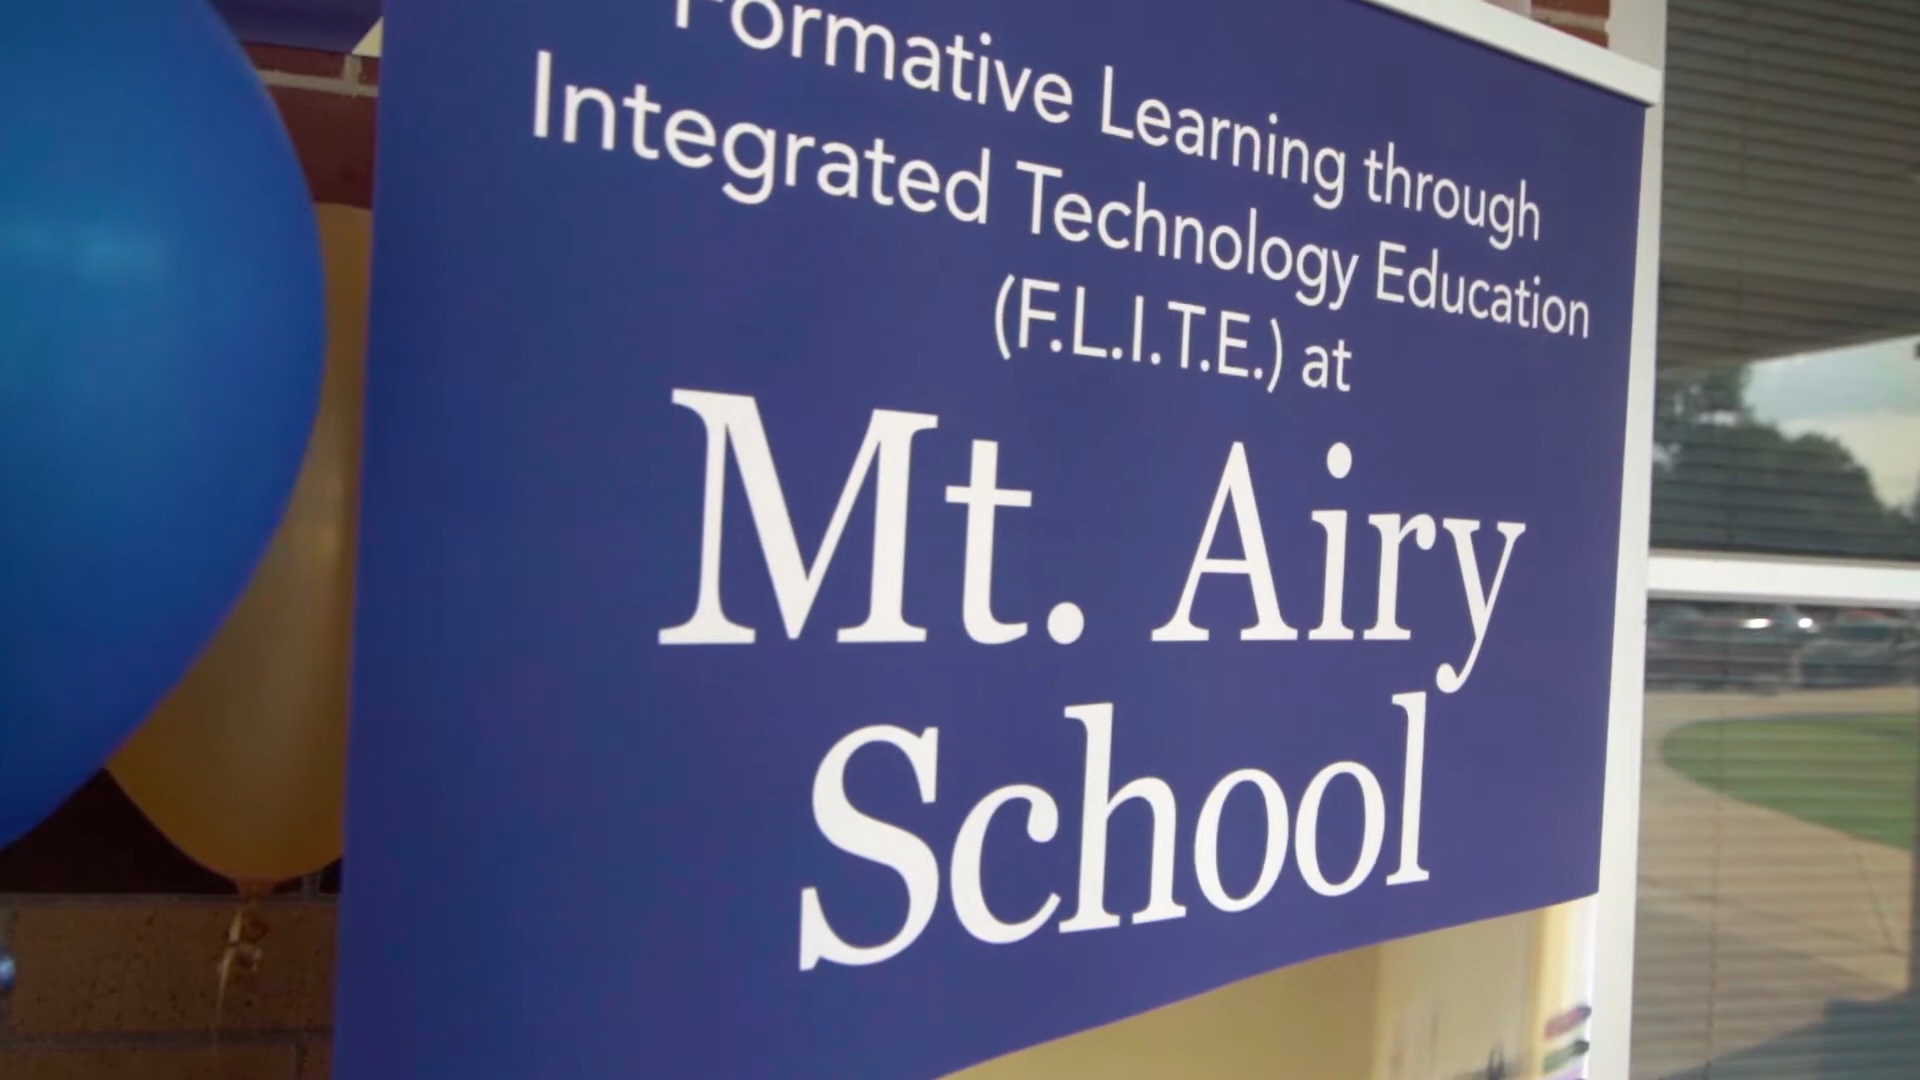 Formative Learning through
Integrated Technology Education
(F.L.I.T.E.) at
Mt. Airy
School